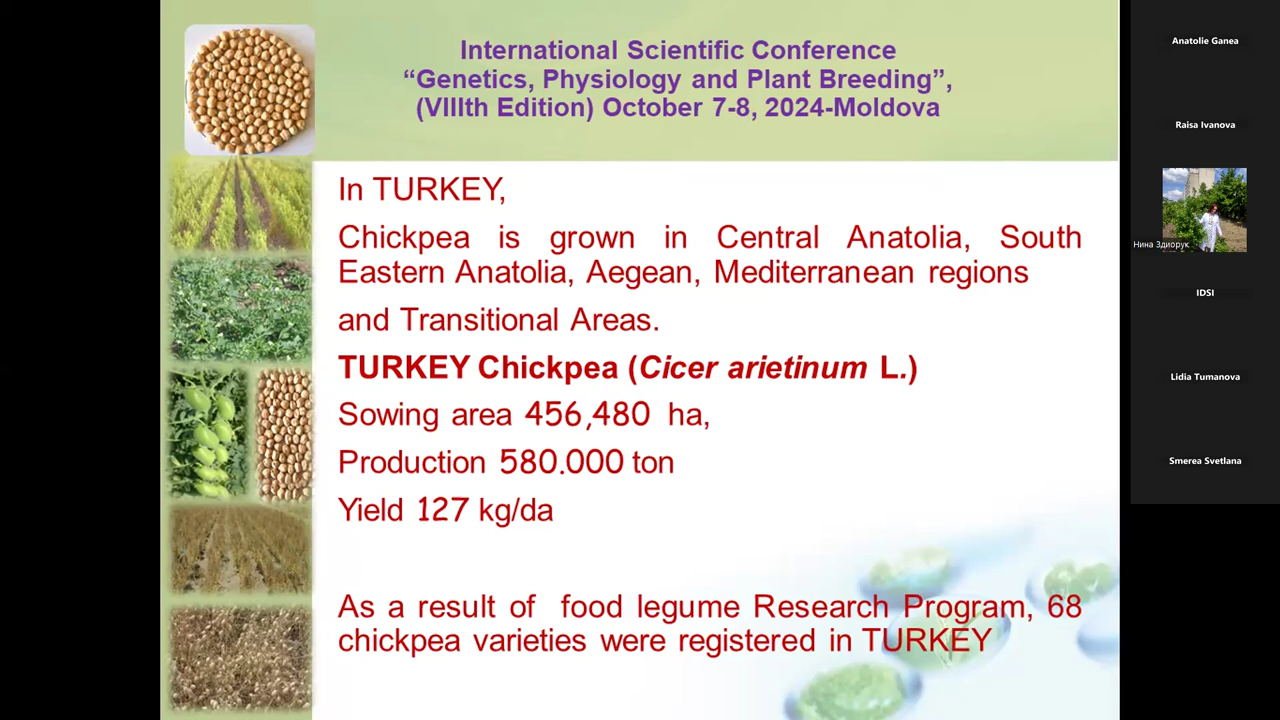 International Scientific Conference
“Genetics, Physiology and Plant Breeding”,
(VIIIth Edition) October 7-8, 2024-Moldova
In TURKEY,
Chickpea is grown in Central Anatolia, South
Eastern Anatolia, Aegean, Mediterranean regions
and Transitional Areas.
TURKEY Chickpea (Cicer arietinum L.)
Sowing area 456,480 ha,
Production 580.000 ton
Yield 127 kg/da
As a result of food legume Research Program, 68
chickpea varieties were registered in TURKEY
Anatolie Ganea
Raisa Ivanova
Нина Здиорук
IDSI
Lidia Tumanova
Smerea Svetlana